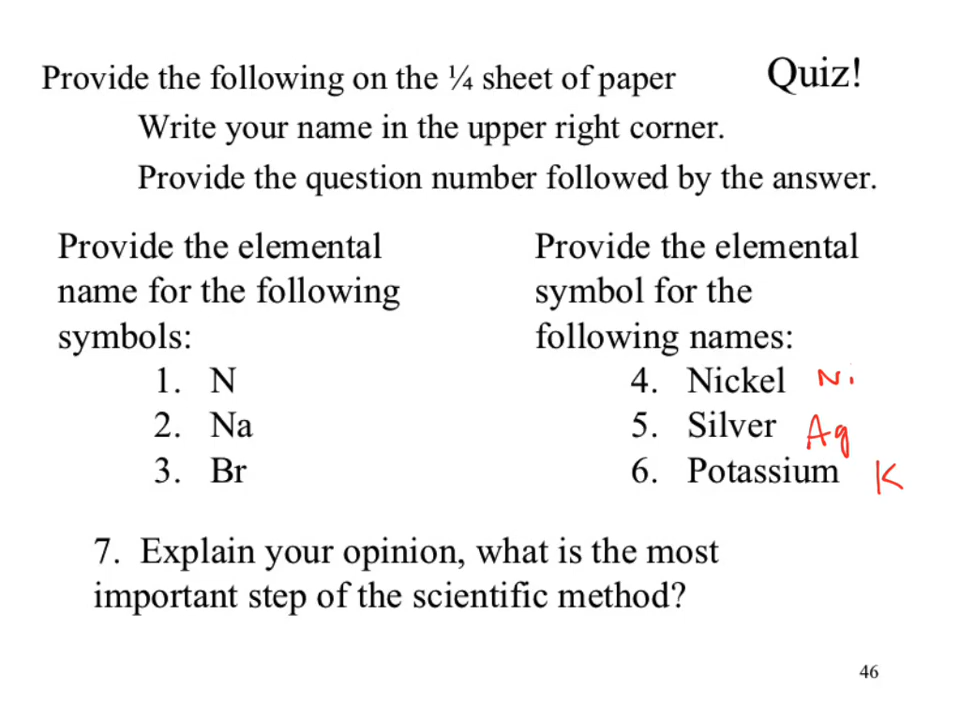 Provide the following on the ¼ sheet of paper
Quiz!
Write your name in the upper right corner.
Provide the question number followed by the answer.
Provide the elemental
name for the following
symbols:
1. N
2. Na
3. Br
Provide the elemental
symbol for the
following names:
4. Nickel Ni
5. Silver Ag
6. Potassium K
7. Explain your opinion, what is the most
important step of the scientific method?
46